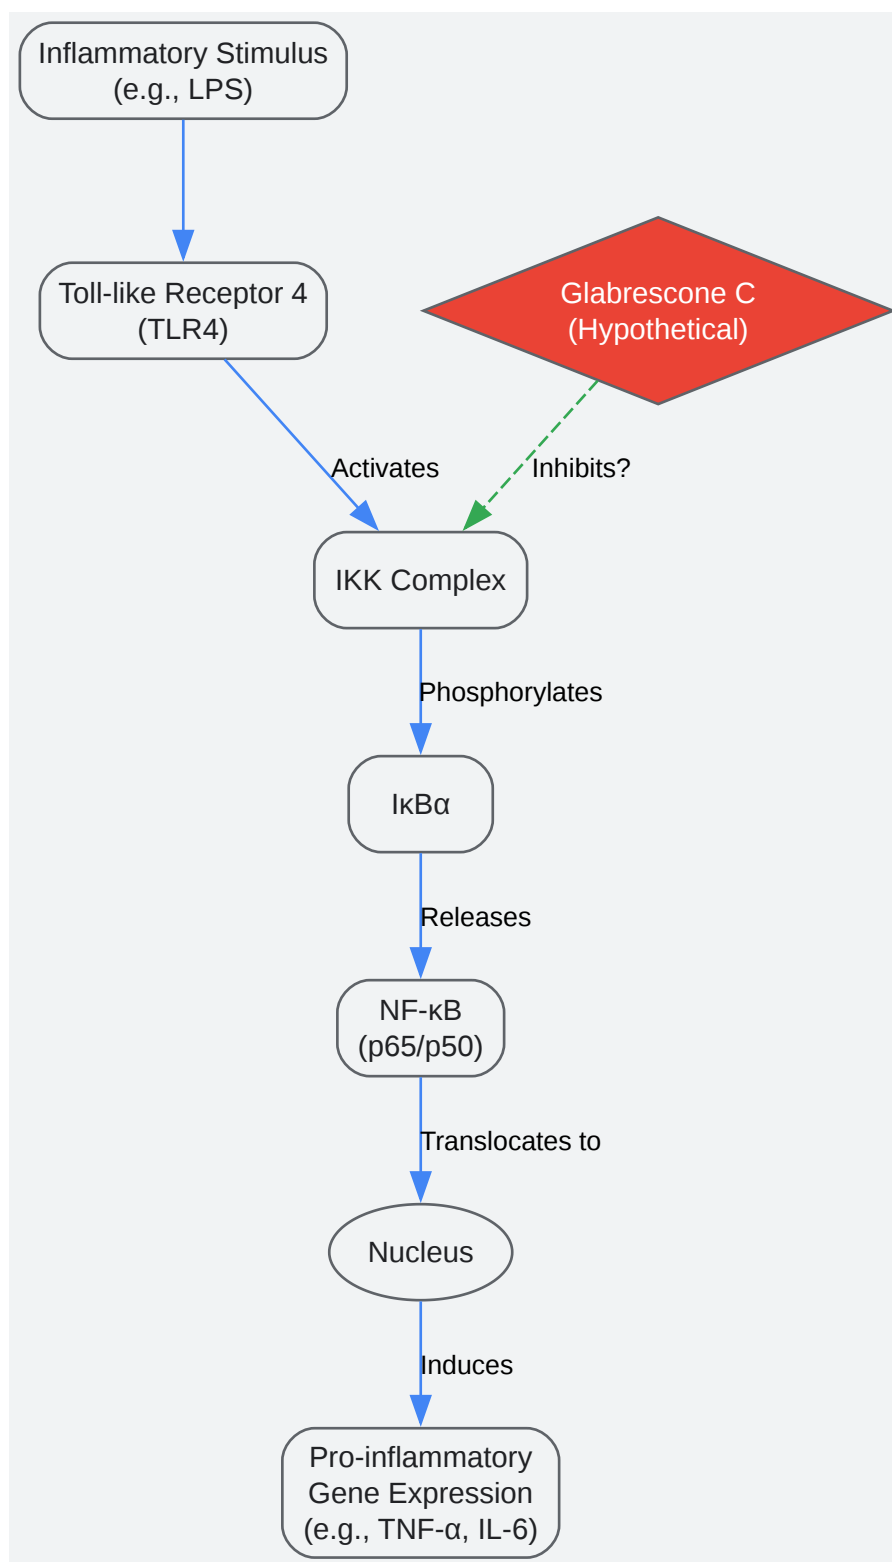 Inflammatory Stimulus
(e.g., LPS)
Toll-like Receptor 4
(TLR4)
Glabrescone C
(Hypothetical)
Activates
Inhibits?
IKK Complex
Phosphorylates
IκBα
Releases
NF-κB
(p65/p50)
Translocates to
Nucleus
Induces
Pro-inflammatory
Gene Expression
(e.g., TNF-α, IL-6)